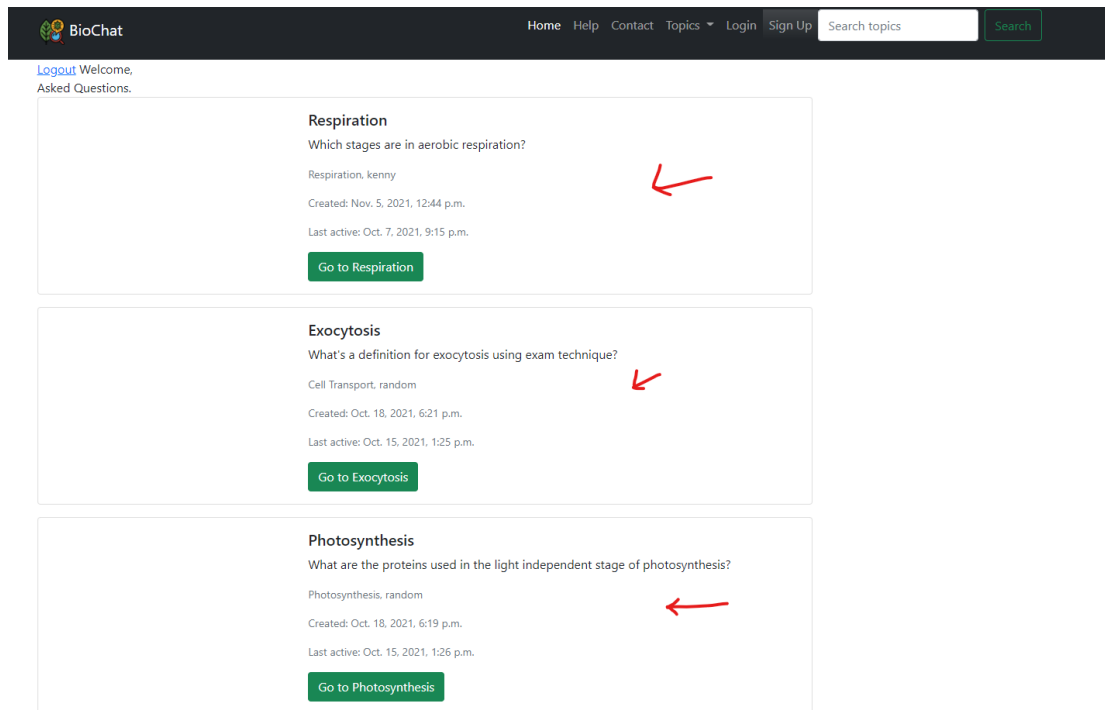 BioChat Home Help Contact Topics Login Sign Up Search topics Search
Logout Welcome,
Asked Questions.
Respiration
Which stages are in aerobic respiration?
Respiration, kenny
Created: Nov. 5, 2021, 12:44 p.m.
Last active: Oct. 7, 2021, 9:15 p.m.
Go to Respiration
Exocytosis
What's a definition for exocytosis using exam technique?
Cell Transport, random
Created: Oct. 18, 2021, 6:21 p.m.
Last active: Oct. 15, 2021, 1:25 p.m.
Go to Exocytosis
Photosynthesis
What are the proteins used in the light independent stage of photosynthesis?
Photosynthesis, random
Created: Oct. 18, 2021, 6:19 p.m.
Last active: Oct. 15, 2021, 1:26 p.m.
Go to Photosynthesis